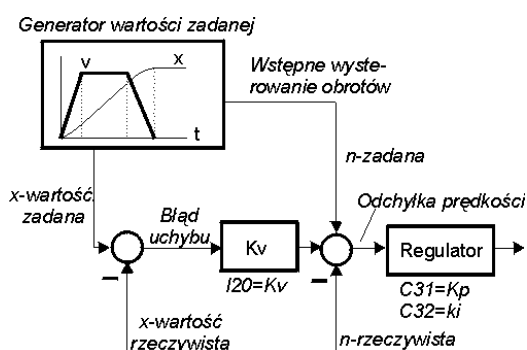 Generator wartości zadanej
v
x
t
Wstępne wyste-
rowanie obrotów
n-zadana
x-wartość
zadana
Błąd
uchybu
Odchyłka prędkości
Kv
Regulator
I20=Kv
C31=Kp
C32=ki
x-wartość
rzeczywista
n-rzeczywista